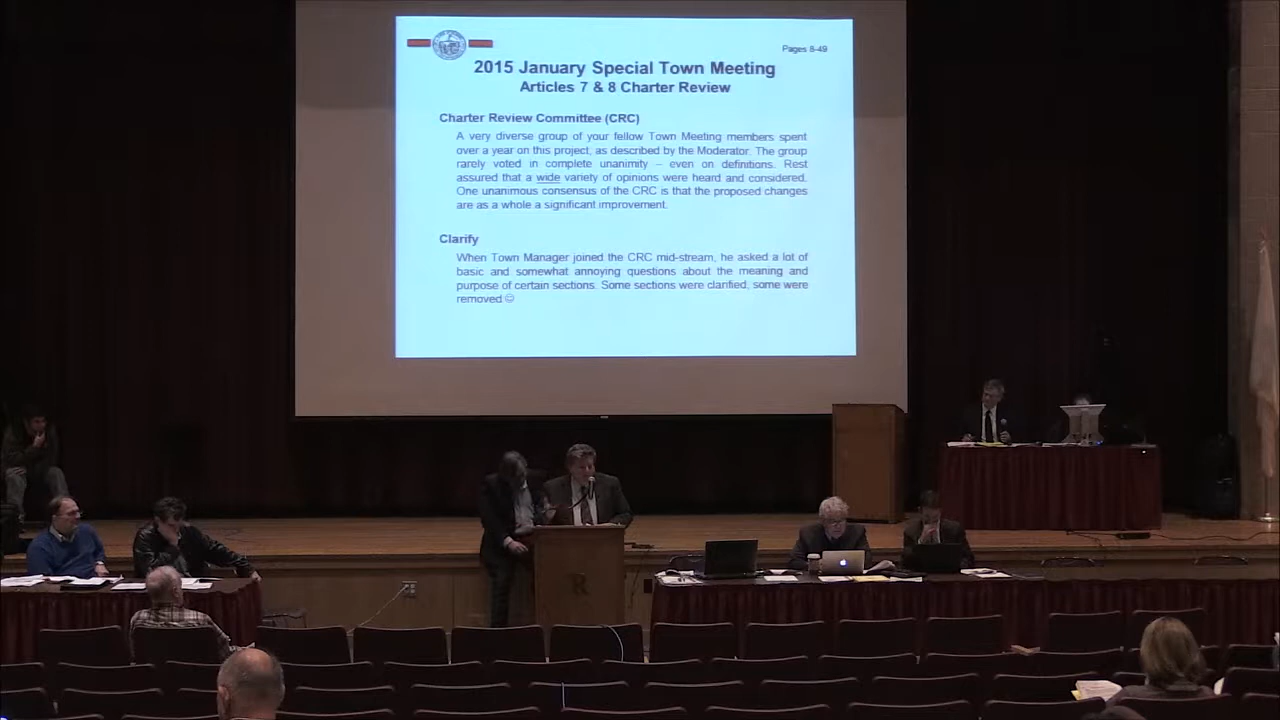 Pages 8-49
2015 January Special Town Meeting
Articles 7 & 8 Charter Review
Charter Review Committee (CRC)
A very diverse group of your fellow Town Meeting members spent
over a year on this project, as described by the Moderator. The group
rarely voted in complete unanimity – even on definitions. Rest
assured that a wide variety of opinions were heard and considered.
One unanimous consensus of the CRC is that the proposed changes
are as a whole a significant improvement.
Clarify
When Town Manager joined the CRC mid-stream, he asked a lot of
basic and somewhat annoying questions about the meaning and
purpose of certain sections. Some sections were clarified, some were
removed ☺
R